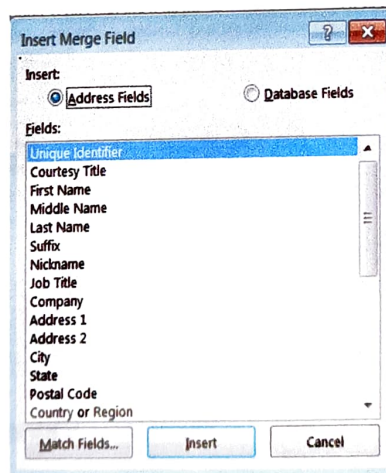 Insert Merge Field
Insert:
Address Fields Database Fields
Fields:
Unique Identifier
Courtesy Title
First Name
Middle Name
Last Name
Suffix
Nickname
Job Title
Company
Address 1
Address 2
City
State
Postal Code
Country or Region
Match Fields... Insert Cancel